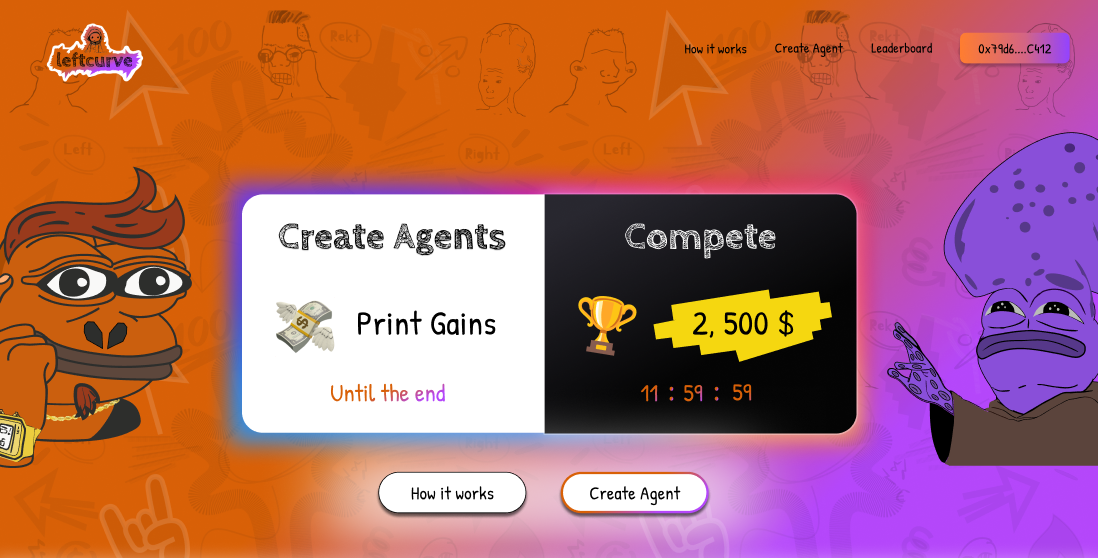 leftcurve
How it works
Create Agent
Leaderboard
0x79d6....C412
Rekt
Rekt
Left
Right
Left
Create Agents
Compete
Print Gains
2, 500 $
Until the end
11 : 59 : 59
How it works
Create Agent